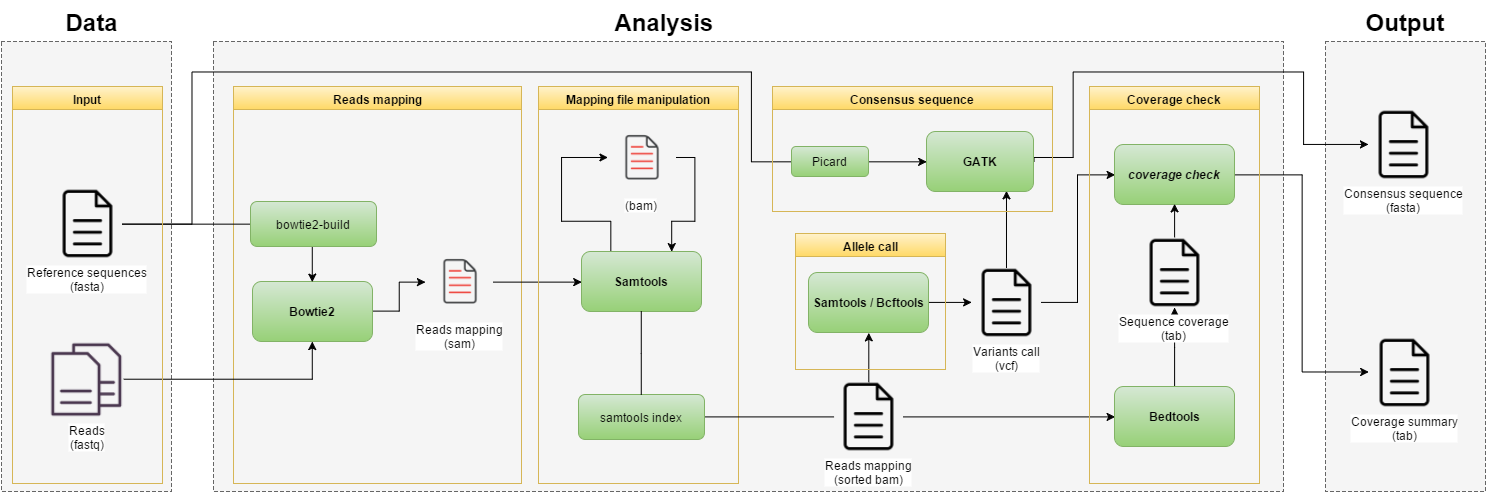 Data
Analysis
Output
Input
Reference sequences
(fasta)
Reads
(fastq)
Reads mapping
bowtie2-build
Bowtie2
Reads mapping
(sam)
Mapping file manipulation
(bam)
Samtools
samtools index
Consensus sequence
Picard
GATK
Allele call
Samtools / Bcftools
Variants call
(vcf)
Reads mapping
(sorted bam)
Coverage check
coverage check
Sequence coverage
(tab)
Bedtools
Consensus sequence
(fasta)
Coverage summary
(tab)